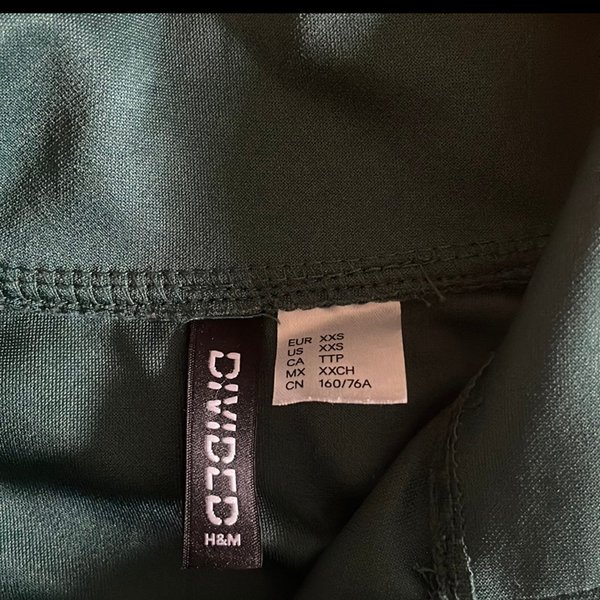 DIVIDED
H&M
EUR XXS
US XXS
CA TTP
MX XXCH
CN 160/76A